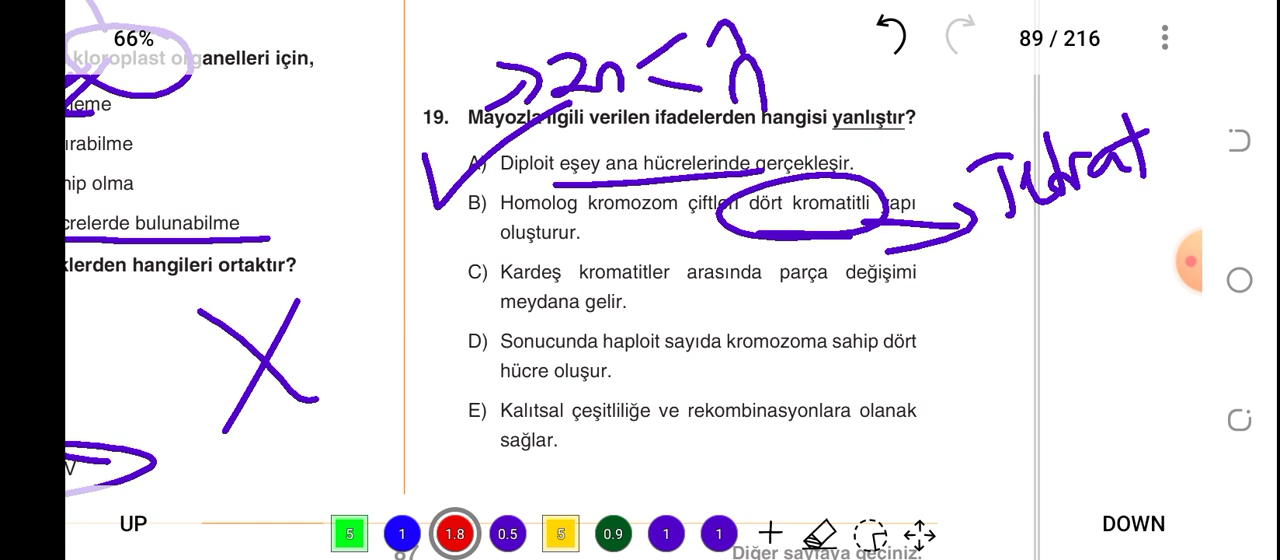 66%
89 / 216
kloroplast organelleri için,
leme
ırabilme
hip olma
crelerde bulunabilme
klerden hangileri ortaktır?
V
2n < n
19. Mayozla ilgili verilen ifadelerden hangisi yanlıştır?
A) Diploit eşey ana hücrelerinde gerçekleşir.
B) Homolog kromozom çiftleri dört kromatitli yapı
oluşturur.
C) Kardeş kromatitler arasında parça değişimi
meydana gelir.
D) Sonucunda haploit sayıda kromozoma sahip dört
hücre oluşur.
E) Kalıtsal çeşitliliğe ve rekombinasyonlara olanak
sağlar.
UP
5 1 1.8 0.5 5 0.9 1 1
DOWN
87
Diğer sayfaya geçiniz.